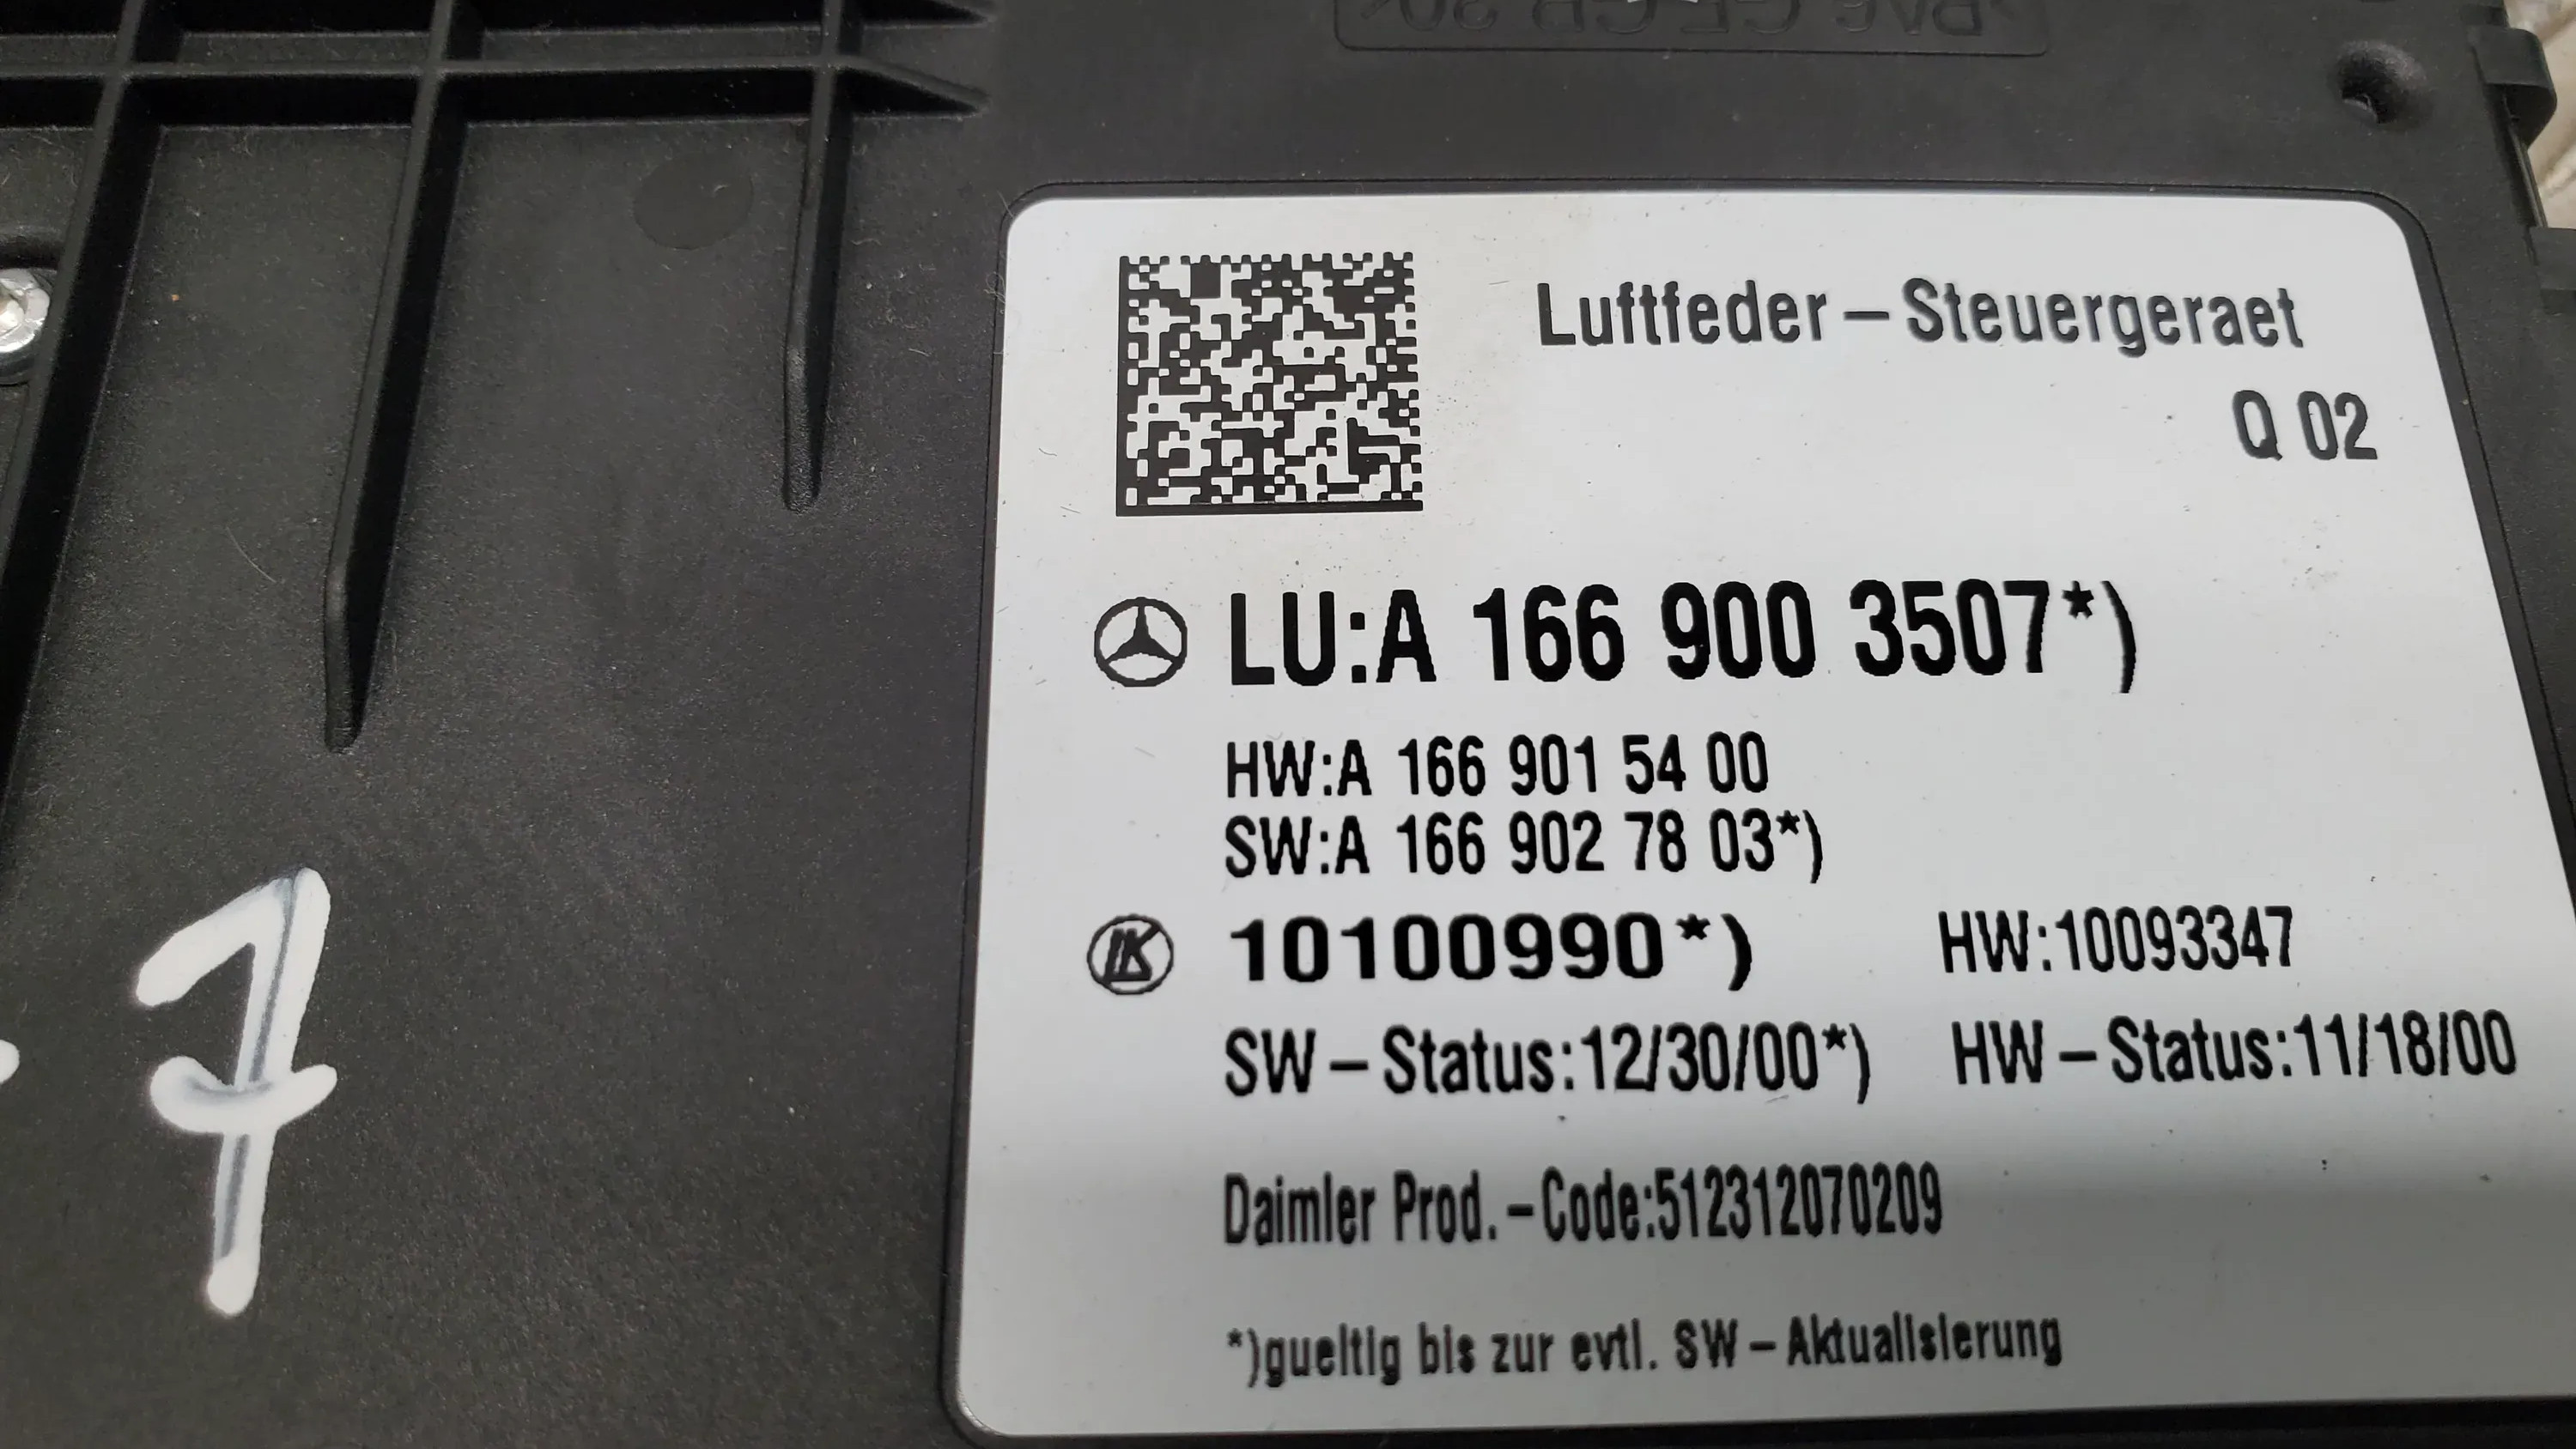 Luftfeder-Steuergeraet
Q 02
LU:A 166 900 3507*)
HW:A 166 901 54 00
SW:A 166 902 78 03*)
10100990*) HW:10093347
SW-Status:12/30/00*) HW-Status:11/18/00
Daimler Prod.-Code:512312070209
*)gueltig bis zur evtl. SW-Aktualisierung
7